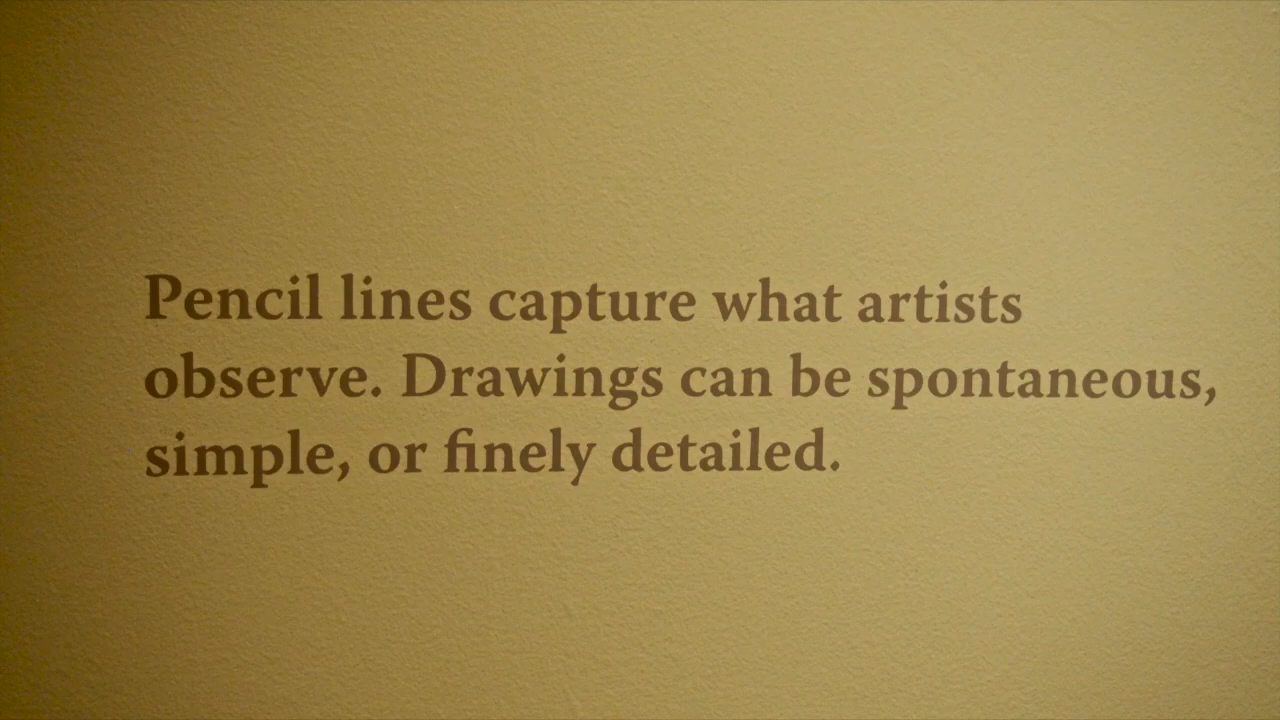 Pencil lines capture what artists
observe. Drawings can be spontaneous,
simple, or finely detailed.